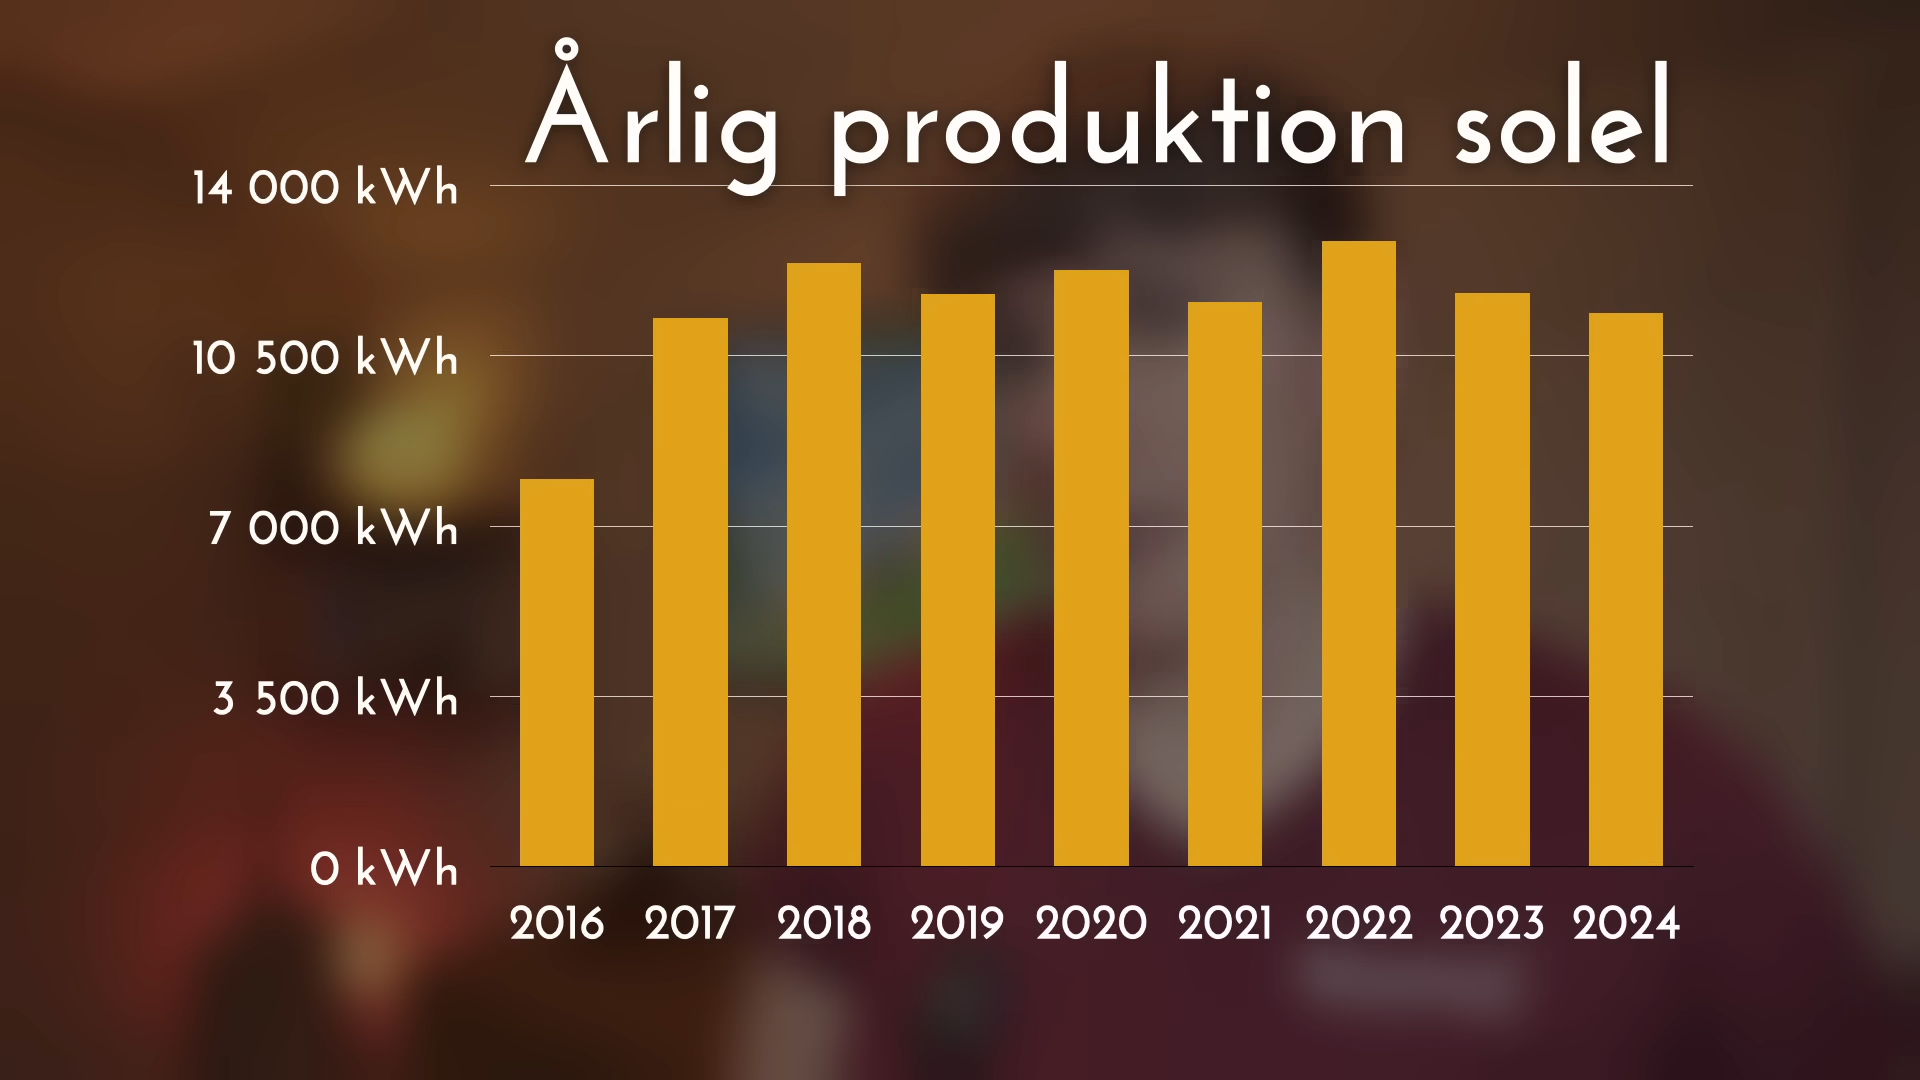 Årlig produktion solel
14 000 kWh
10 500 kWh
7 000 kWh
3 500 kWh
0 kWh
2016 2017 2018 2019 2020 2021 2022 2023 2024